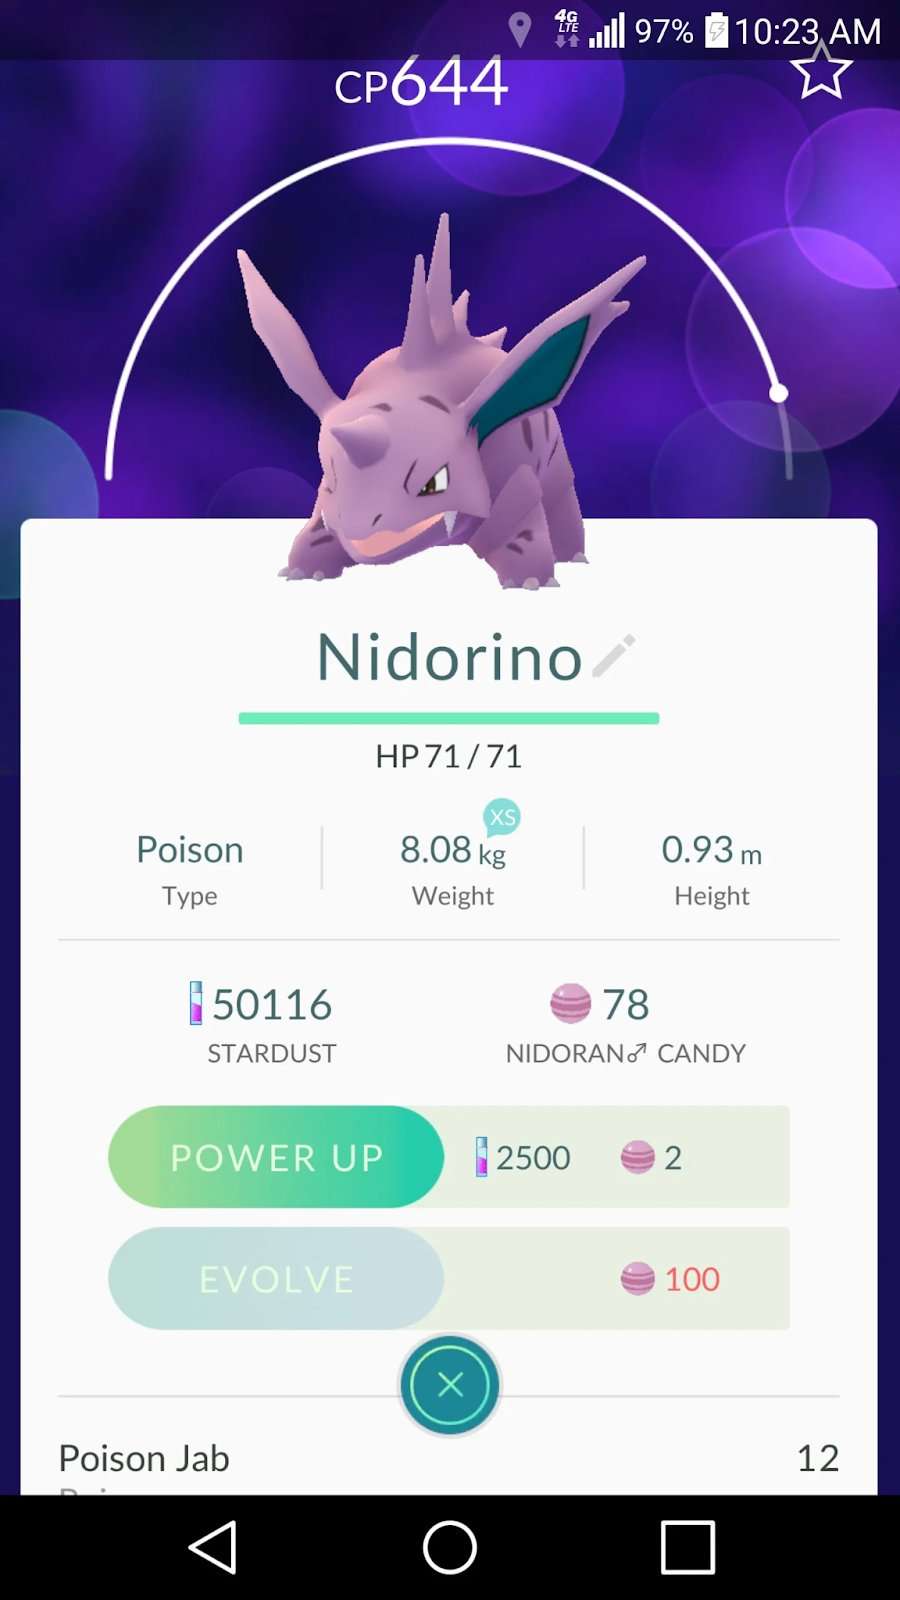 4G LTE 97% 10:23 AM
CP644
Nidorino
HP 71 / 71
XS
Poison 8.08 kg 0.93 m
Type Weight Height
50116 78
STARDUST NIDORAN♂ CANDY
POWER UP 2500 2
EVOLVE 100
Poison Jab 12